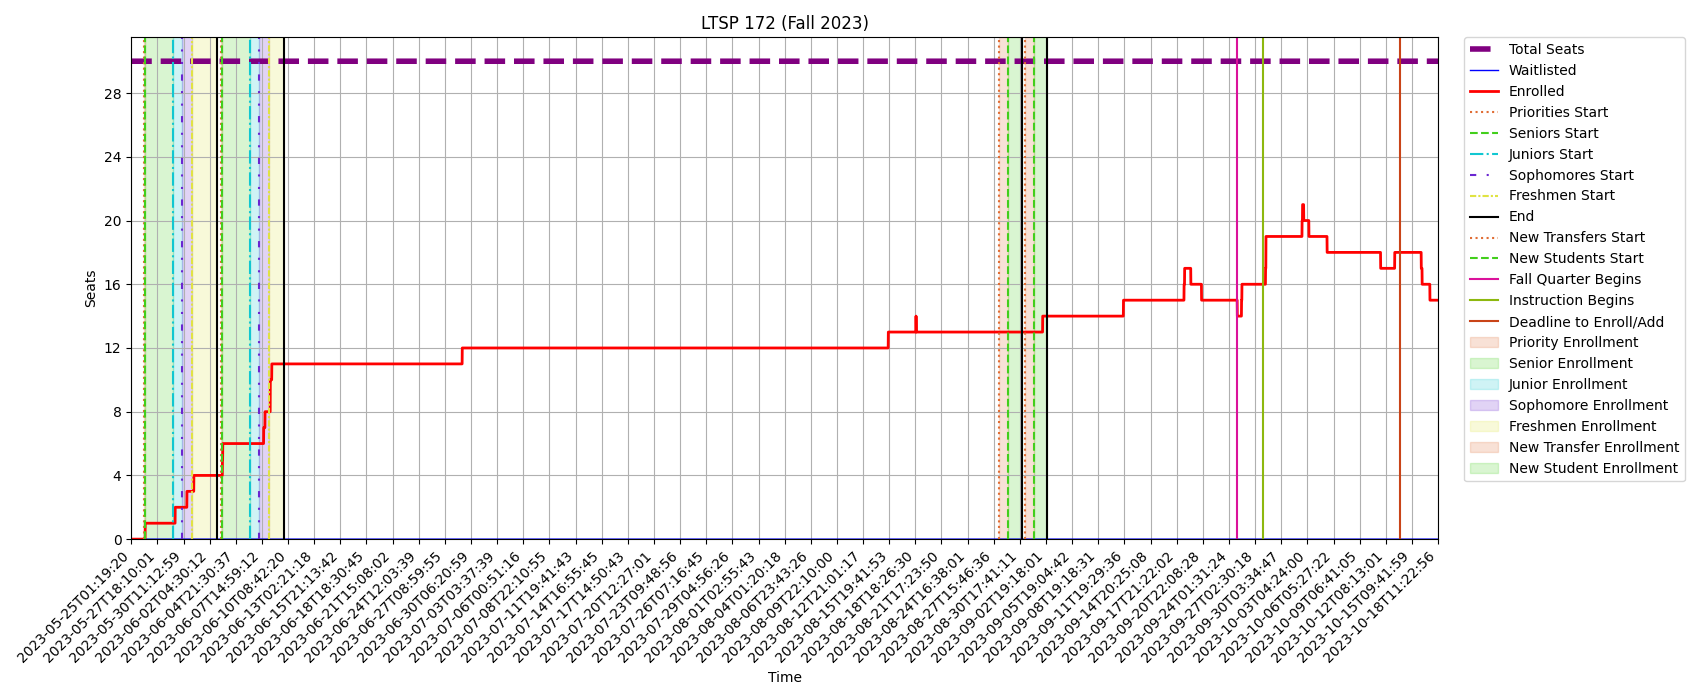 LTSP 172 (Fall 2023)
Seats
28
24
20
16
12
8
4
0
2023-05-25T01:19:20
2023-05-27T18:10:01
2023-05-30T11:12:59
2023-06-02T04:30:12
2023-06-04T21:30:37
2023-06-07T14:59:12
2023-06-10T08:42:20
2023-06-13T02:21:18
2023-06-15T21:13:42
2023-06-18T18:30:45
2023-06-21T15:08:02
2023-06-24T12:03:39
2023-06-27T08:59:55
2023-06-30T06:20:59
2023-07-03T03:37:39
2023-07-06T00:51:16
2023-07-08T22:10:55
2023-07-11T19:41:43
2023-07-14T16:55:45
2023-07-17T14:50:43
2023-07-20T12:27:01
2023-07-23T09:48:56
2023-07-26T07:16:45
2023-07-29T04:56:26
2023-08-01T02:55:43
2023-08-04T01:20:18
2023-08-06T23:43:26
2023-08-09T22:10:00
2023-08-12T21:01:17
2023-08-15T19:41:53
2023-08-18T18:26:30
2023-08-21T17:23:50
2023-08-24T16:38:01
2023-08-27T15:46:36
2023-08-30T17:41:11
2023-09-02T19:18:01
2023-09-05T19:04:42
2023-09-08T19:18:31
2023-09-11T19:29:36
2023-09-14T20:25:08
2023-09-17T21:22:02
2023-09-20T22:08:28
2023-09-24T01:31:24
2023-09-27T02:30:18
2023-09-30T03:34:47
2023-10-03T04:24:00
2023-10-06T05:27:22
2023-10-09T06:41:05
2023-10-12T08:13:01
2023-10-15T09:41:59
2023-10-18T11:22:56
Time
Total Seats
Waitlisted
Enrolled
Priorities Start
Seniors Start
Juniors Start
Sophomores Start
Freshmen Start
End
New Transfers Start
New Students Start
Fall Quarter Begins
Instruction Begins
Deadline to Enroll/Add
Priority Enrollment
Senior Enrollment
Junior Enrollment
Sophomore Enrollment
Freshmen Enrollment
New Transfer Enrollment
New Student Enrollment